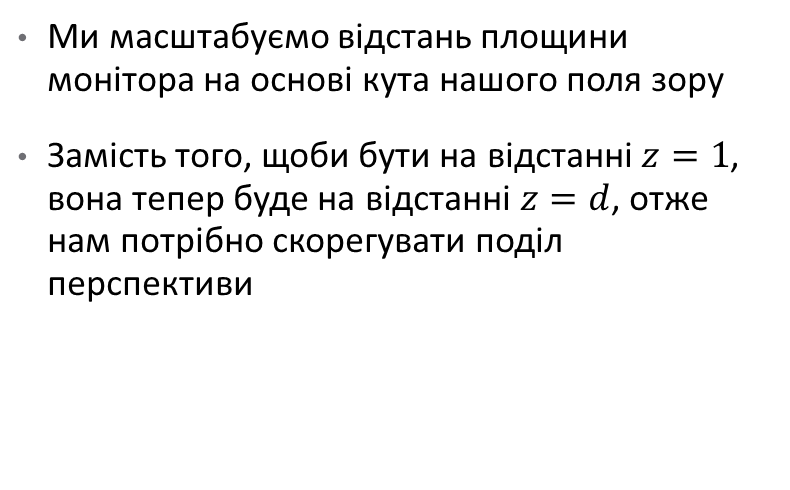 • Ми масштабуємо відстань площини
монітора на основі кута нашого поля зору
• Замість того, щоби бути на відстанні z = 1,
вона тепер буде на відстанні z = d, отже
нам потрібно скорегувати поділ
перспективи